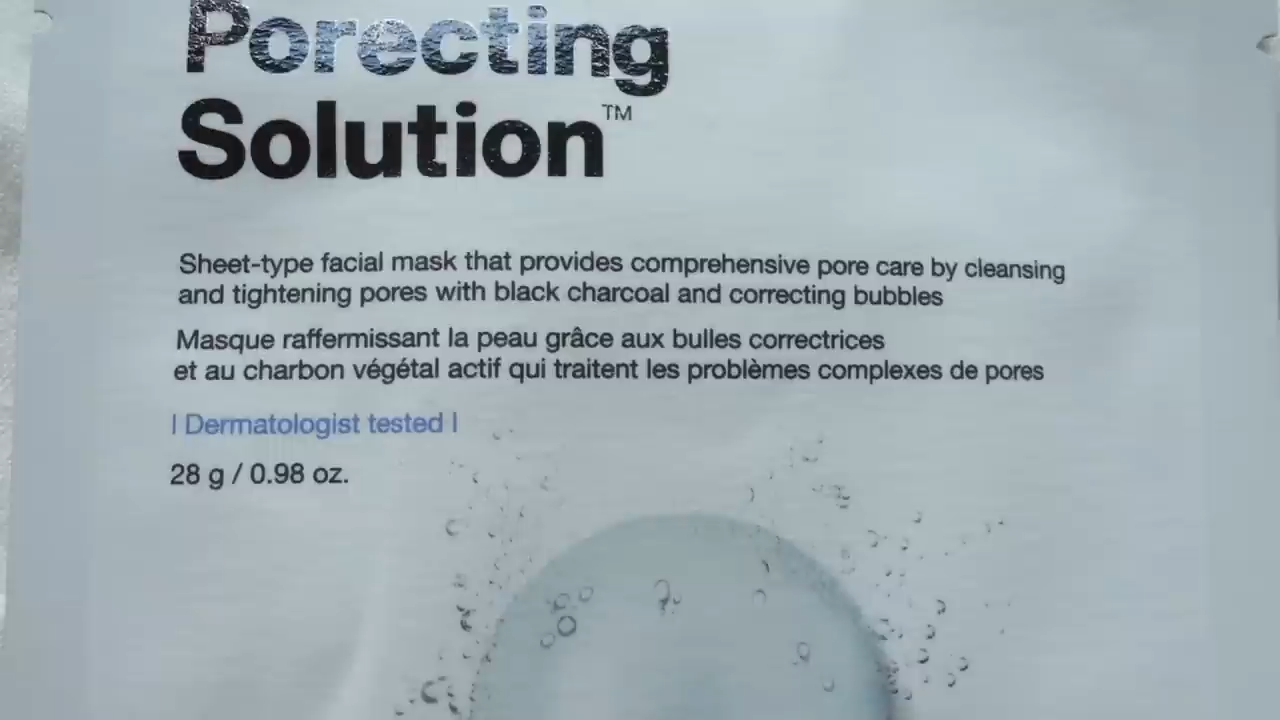 Porecting
Solution™
Sheet-type facial mask that provides comprehensive pore care by cleansing
and tightening pores with black charcoal and correcting bubbles
Masque raffermissant la peau grâce aux bulles correctrices
et au charbon végétal actif qui traitent les problèmes complexes de pores
| Dermatologist tested |
28 g / 0.98 oz.